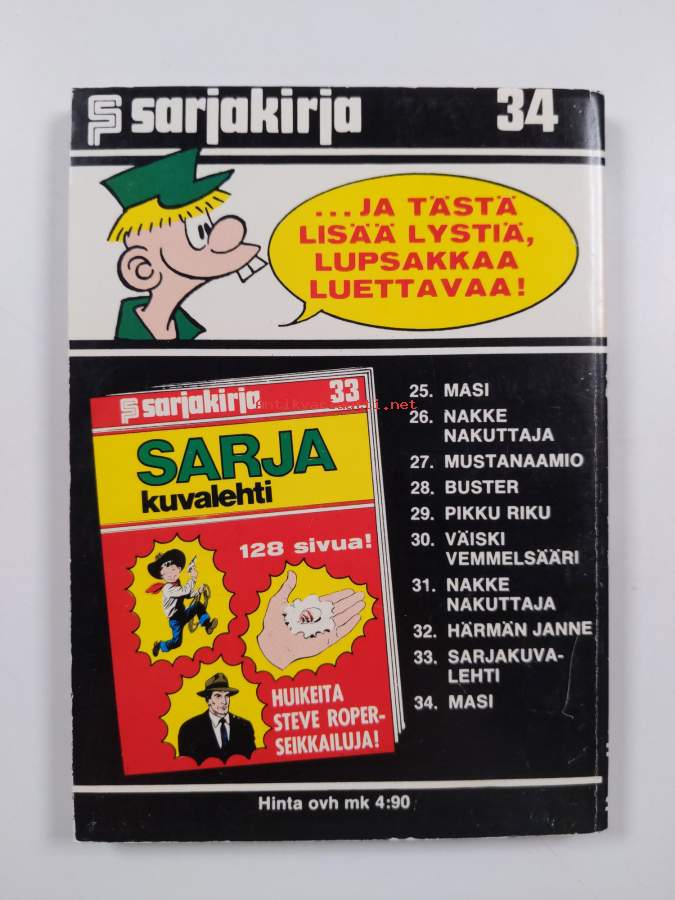 sarjakirja 34
...JA TÄSTÄ
LISÄÄ LYSTIÄ,
LUPSAKKAA
LUETTAVAA!
sarjakirja 33
SARJA
kuvalehti
128 sivua!
HUIKEITA
STEVE ROPER-
SEIKKAILUJA!
25. MASI
26. NAKKE
NAKUTTAJA
27. MUSTANAAMIO
28. BUSTER
29. PIKKU RIKU
30. VÄISKI
VEMMELSÄÄRI
31. NAKKE
NAKUTTAJA
32. HÄRMÄN JANNE
33. SARJAKUVA-
LEHTI
34. MASI
Hinta ovh mk 4:90